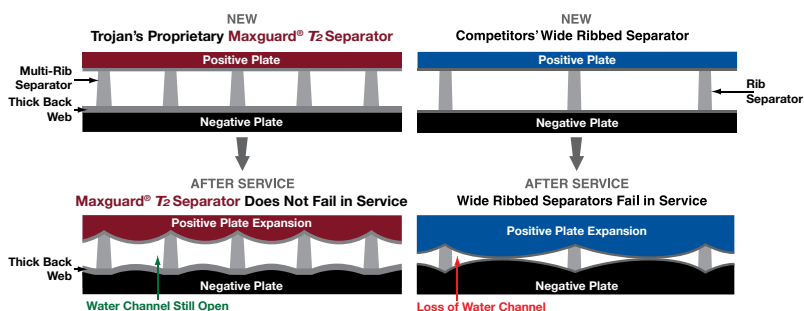 NEW
Trojan's Proprietary Maxguard® T2 Separator
Positive Plate
Multi-Rib
Separator
Thick Back
Web
Negative Plate
NEW
Competitors' Wide Ribbed Separator
Positive Plate
Rib
Separator
Negative Plate
AFTER SERVICE
Maxguard® T2 Separator Does Not Fail in Service
Positive Plate Expansion
Thick Back
Web
Negative Plate
Water Channel Still Open
AFTER SERVICE
Wide Ribbed Separators Fail in Service
Positive Plate Expansion
Negative Plate
Loss of Water Channel